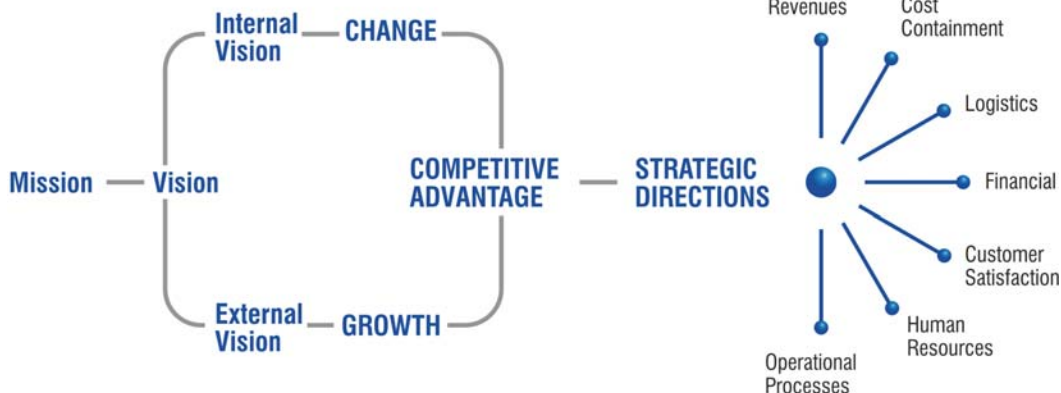 Internal
Vision
CHANGE
Mission
Vision
External
Vision
GROWTH
COMPETITIVE
ADVANTAGE
STRATEGIC
DIRECTIONS
Revenues
Cost
Containment
Logistics
Financial
Customer
Satisfaction
Human
Resources
Operational
Processes